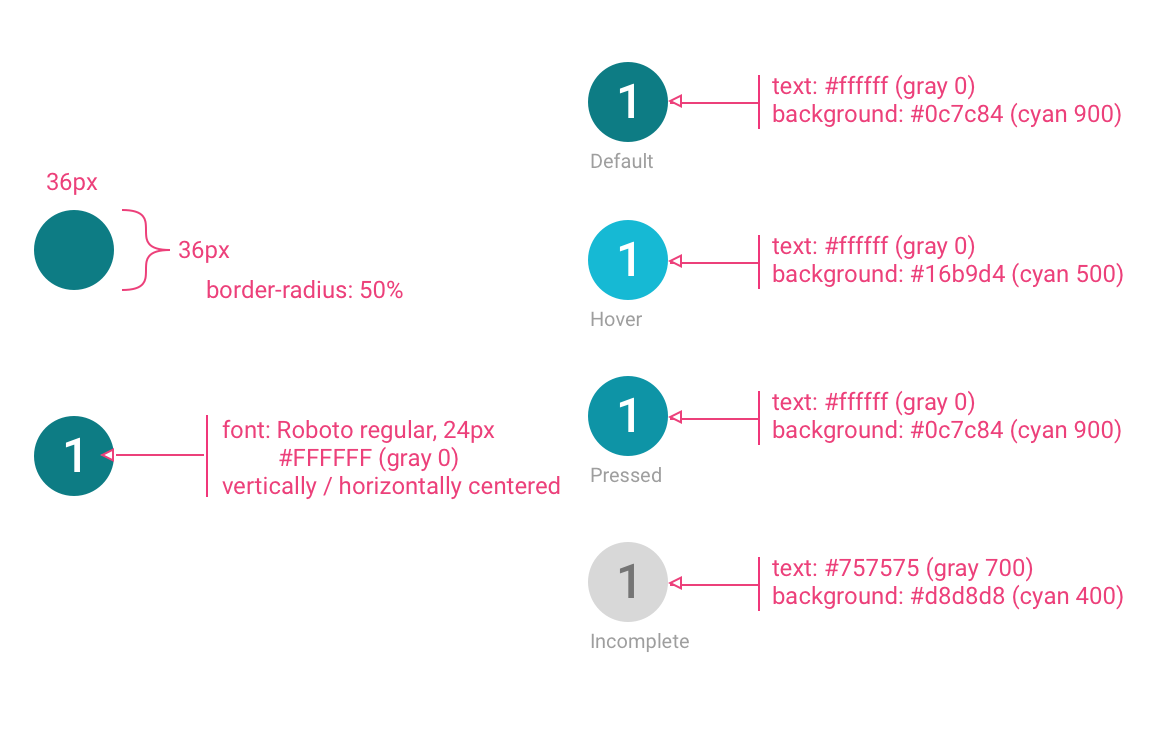 36px
36px
border-radius: 50%
1
font: Roboto regular, 24px
#FFFFFF (gray 0)
vertically / horizontally centered
1
text: #ffffff (gray 0)
background: #0c7c84 (cyan 900)
Default
1
text: #ffffff (gray 0)
background: #16b9d4 (cyan 500)
Hover
1
text: #ffffff (gray 0)
background: #0c7c84 (cyan 900)
Pressed
1
text: #757575 (gray 700)
background: #d8d8d8 (cyan 400)
Incomplete